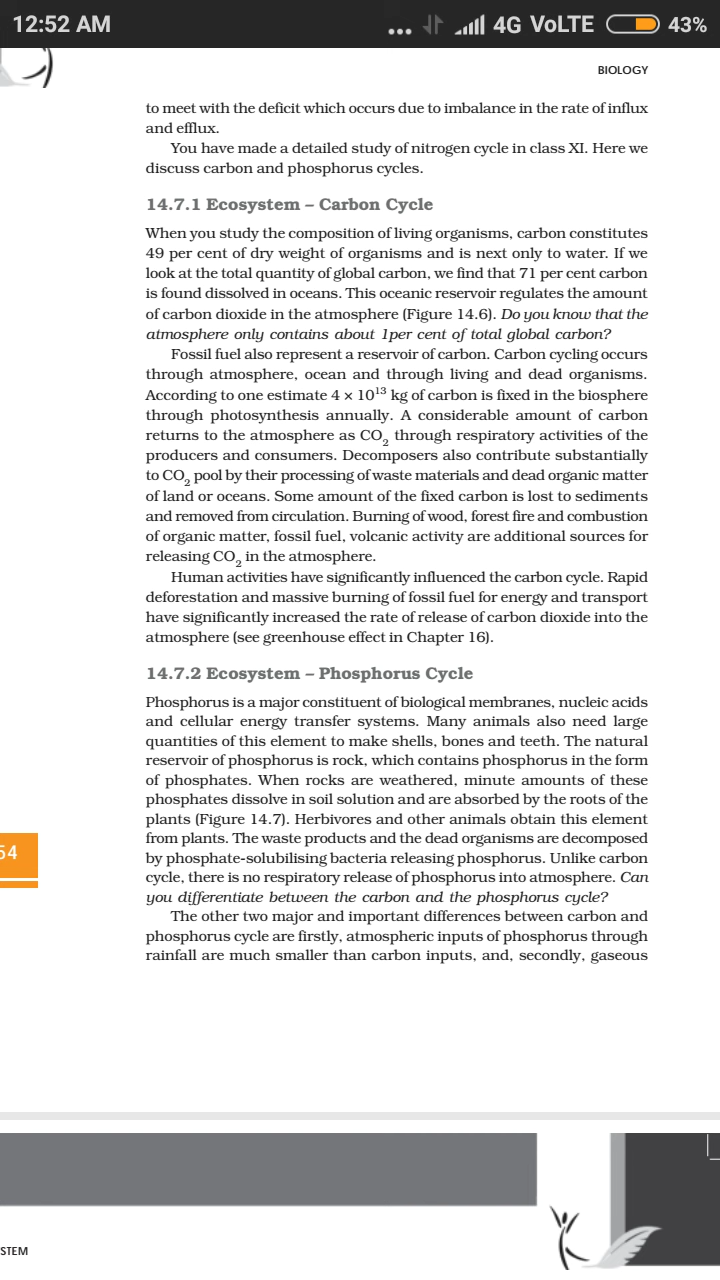 12:52 AM
... 4G VoLTE 43%
BIOLOGY
to meet with the deficit which occurs due to imbalance in the rate of influx
and efflux.
You have made a detailed study of nitrogen cycle in class XI. Here we
discuss carbon and phosphorus cycles.
14.7.1 Ecosystem – Carbon Cycle
When you study the composition of living organisms, carbon constitutes
49 per cent of dry weight of organisms and is next only to water. If we
look at the total quantity of global carbon, we find that 71 per cent carbon
is found dissolved in oceans. This oceanic reservoir regulates the amount
of carbon dioxide in the atmosphere (Figure 14.6). Do you know that the
atmosphere only contains about 1per cent of total global carbon?
Fossil fuel also represent a reservoir of carbon. Carbon cycling occurs
through atmosphere, ocean and through living and dead organisms.
According to one estimate 4 × 10¹³ kg of carbon is fixed in the biosphere
through photosynthesis annually. A considerable amount of carbon
returns to the atmosphere as CO₂ through respiratory activities of the
producers and consumers. Decomposers also contribute substantially
to CO₂ pool by their processing of waste materials and dead organic matter
of land or oceans. Some amount of the fixed carbon is lost to sediments
and removed from circulation. Burning of wood, forest fire and combustion
of organic matter, fossil fuel, volcanic activity are additional sources for
releasing CO₂ in the atmosphere.
Human activities have significantly influenced the carbon cycle. Rapid
deforestation and massive burning of fossil fuel for energy and transport
have significantly increased the rate of release of carbon dioxide into the
atmosphere (see greenhouse effect in Chapter 16).
14.7.2 Ecosystem – Phosphorus Cycle
Phosphorus is a major constituent of biological membranes, nucleic acids
and cellular energy transfer systems. Many animals also need large
quantities of this element to make shells, bones and teeth. The natural
reservoir of phosphorus is rock, which contains phosphorus in the form
of phosphates. When rocks are weathered, minute amounts of these
phosphates dissolve in soil solution and are absorbed by the roots of the
plants (Figure 14.7). Herbivores and other animals obtain this element
from plants. The waste products and the dead organisms are decomposed
by phosphate-solubilising bacteria releasing phosphorus. Unlike carbon
cycle, there is no respiratory release of phosphorus into atmosphere. Can
you differentiate between the carbon and the phosphorus cycle?
The other two major and important differences between carbon and
phosphorus cycle are firstly, atmospheric inputs of phosphorus through
rainfall are much smaller than carbon inputs, and, secondly, gaseous
54
STEM